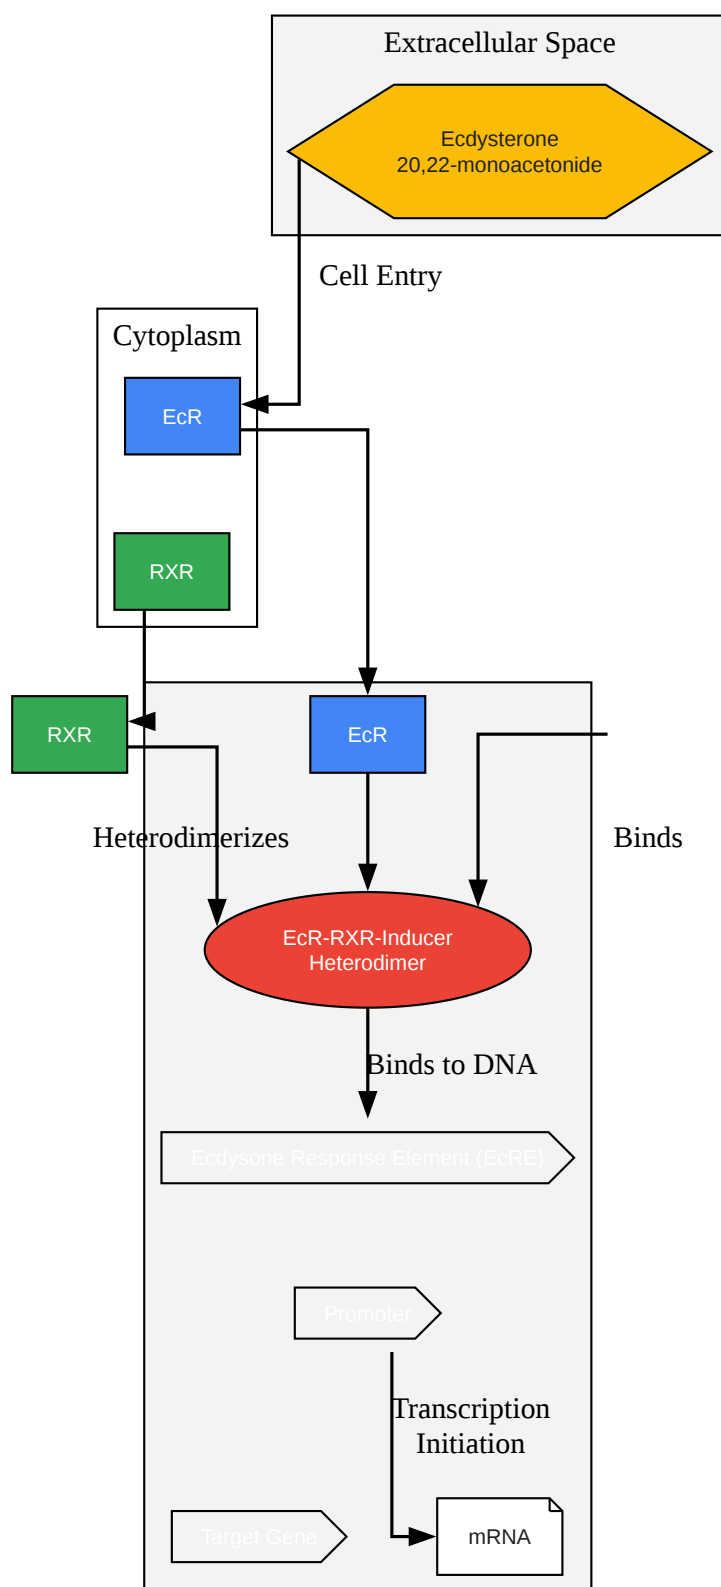 Extracellular Space
Ecdysterone
20,22-monoacetonide
Cell Entry
Cytoplasm
EcR
RXR
RXR
EcR
Heterodimerizes
Binds
EcR-RXR-Inducer
Heterodimer
Binds to DNA
Ecdysone Response Element (EcRE)
Promoter
Transcription
Initiation
Target Gene
mRNA